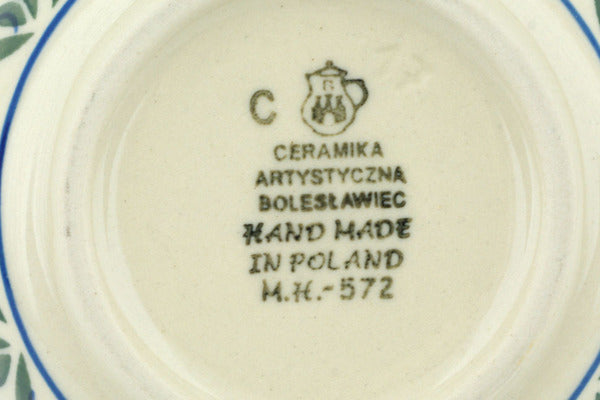 C
CERAMIKA
ARTYSTYCZNA
BOLESŁAWIEC
HAND MADE
IN POLAND
M.H.-572